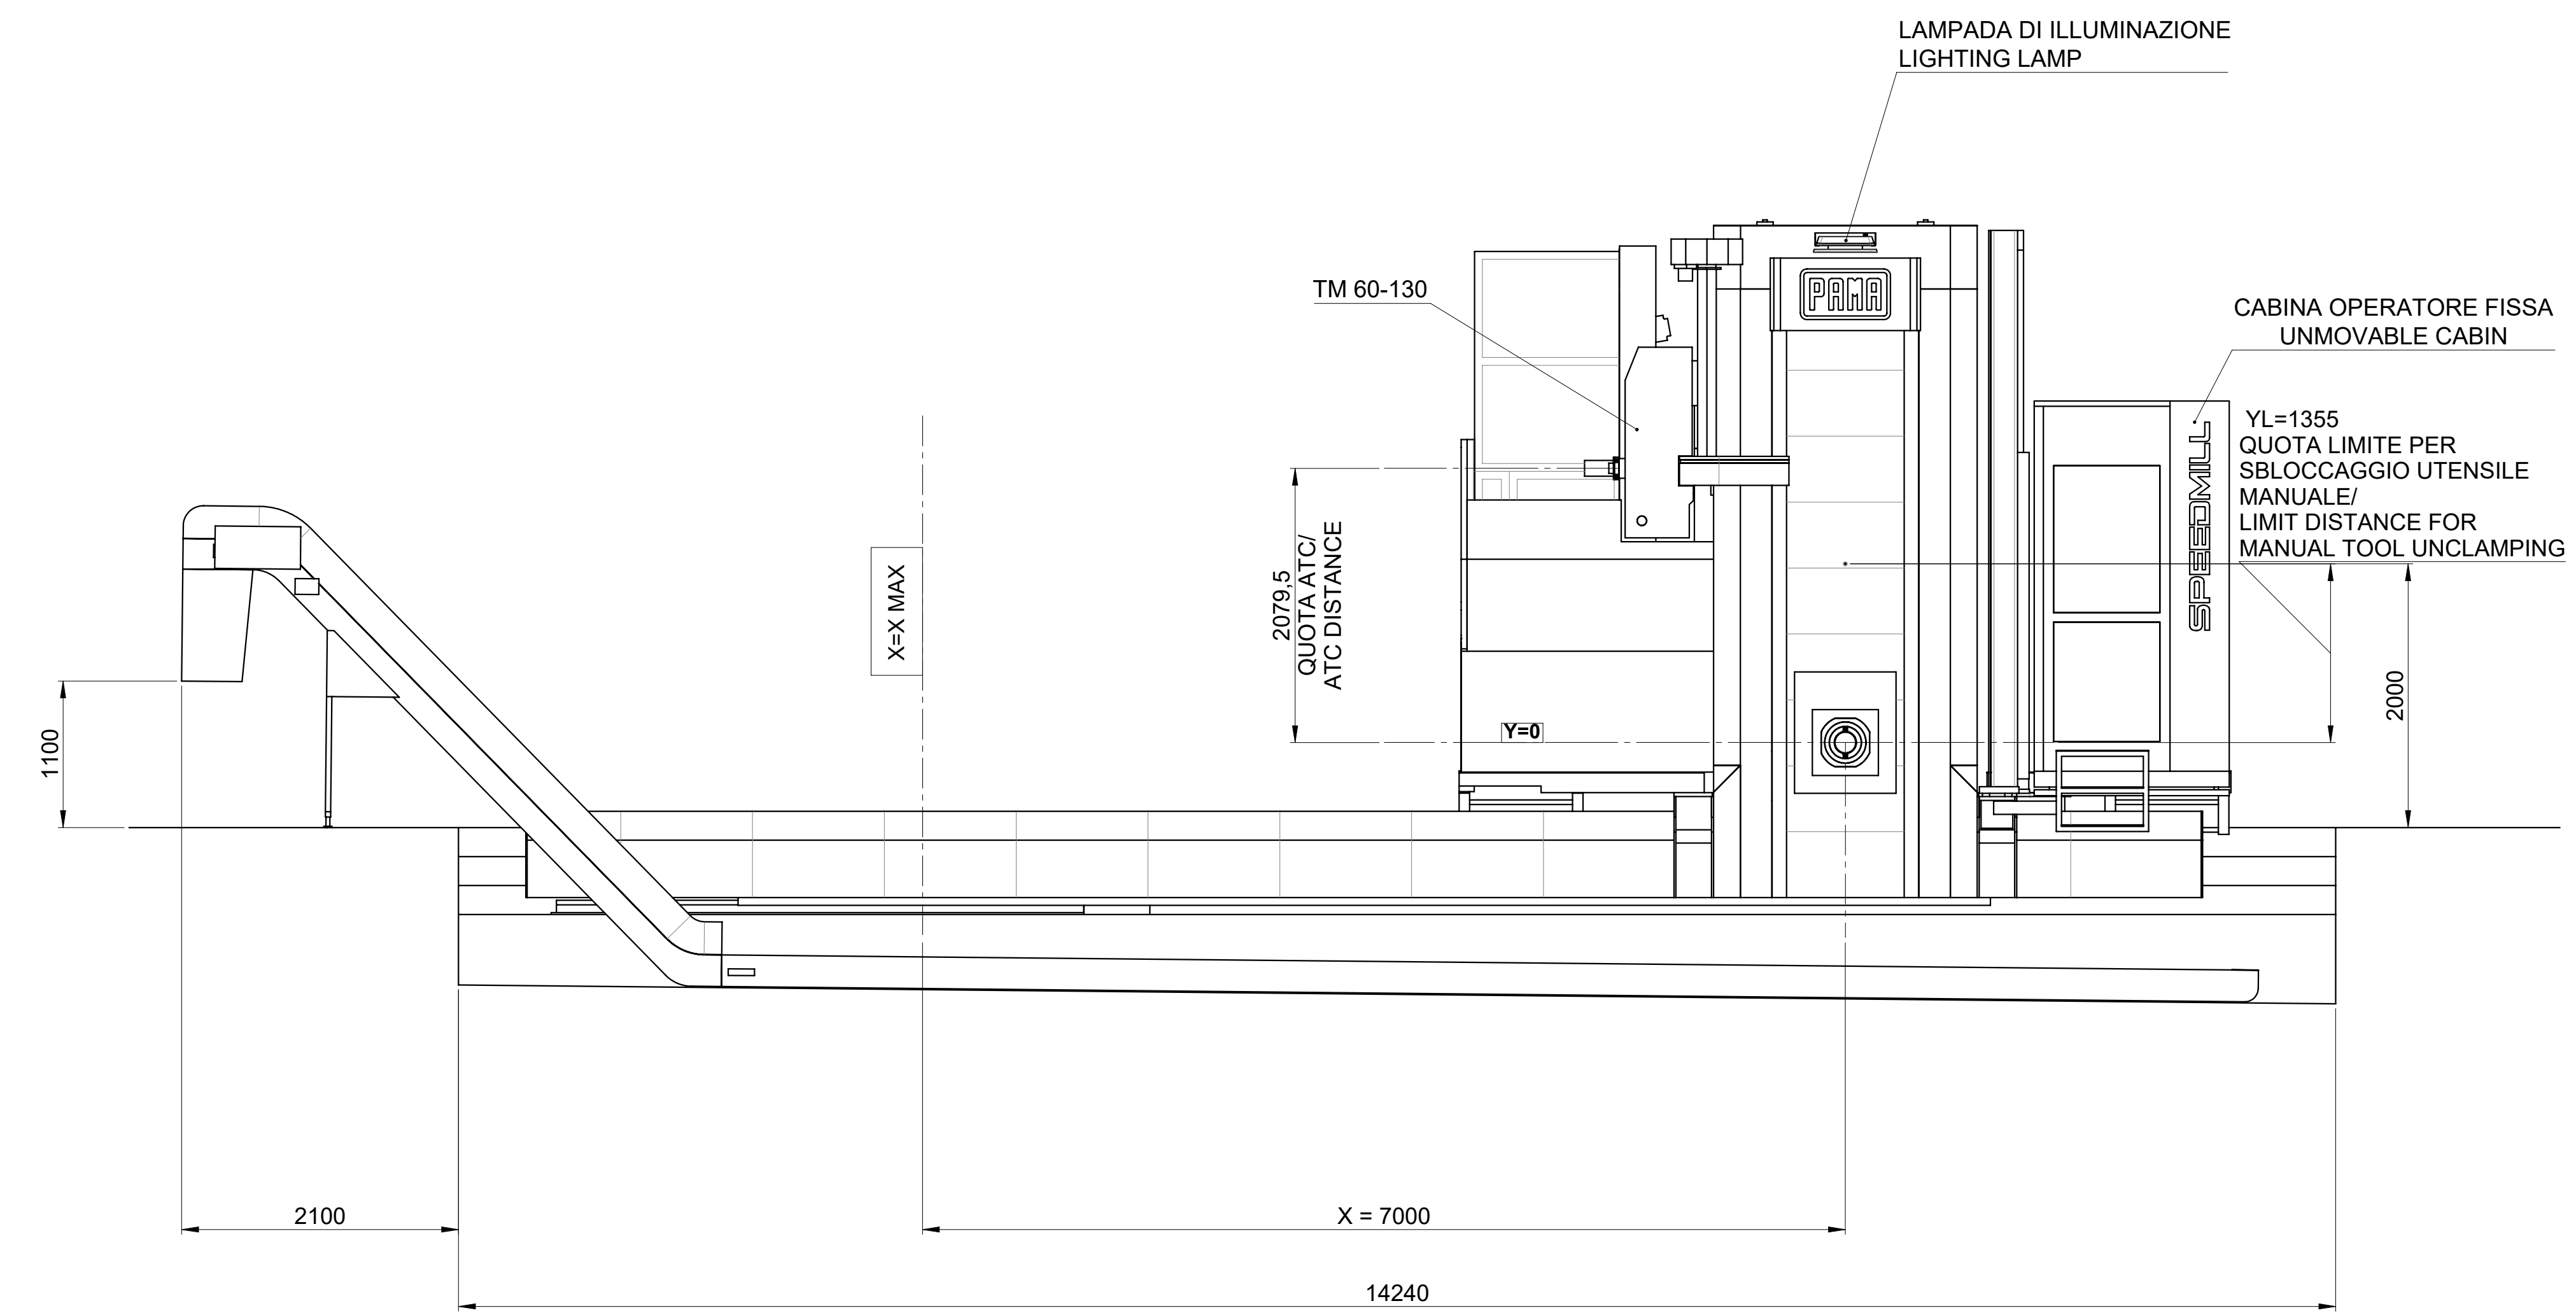 LAMPADA DI ILLUMINAZIONE
LIGHTING LAMP
PAMA
TM 60-130
CABINA OPERATORE FISSA
UNMOVABLE CABIN
YL=1355
QUOTA LIMITE PER
SBLOCCAGGIO UTENSILE
MANUALE/
LIMIT DISTANCE FOR
MANUAL TOOL UNCLAMPING
SPEEDMILL
X=X MAX
2079,5
QUOTA ATC/
ATC DISTANCE
Y=0
1100
2000
2100
X = 7000
14240